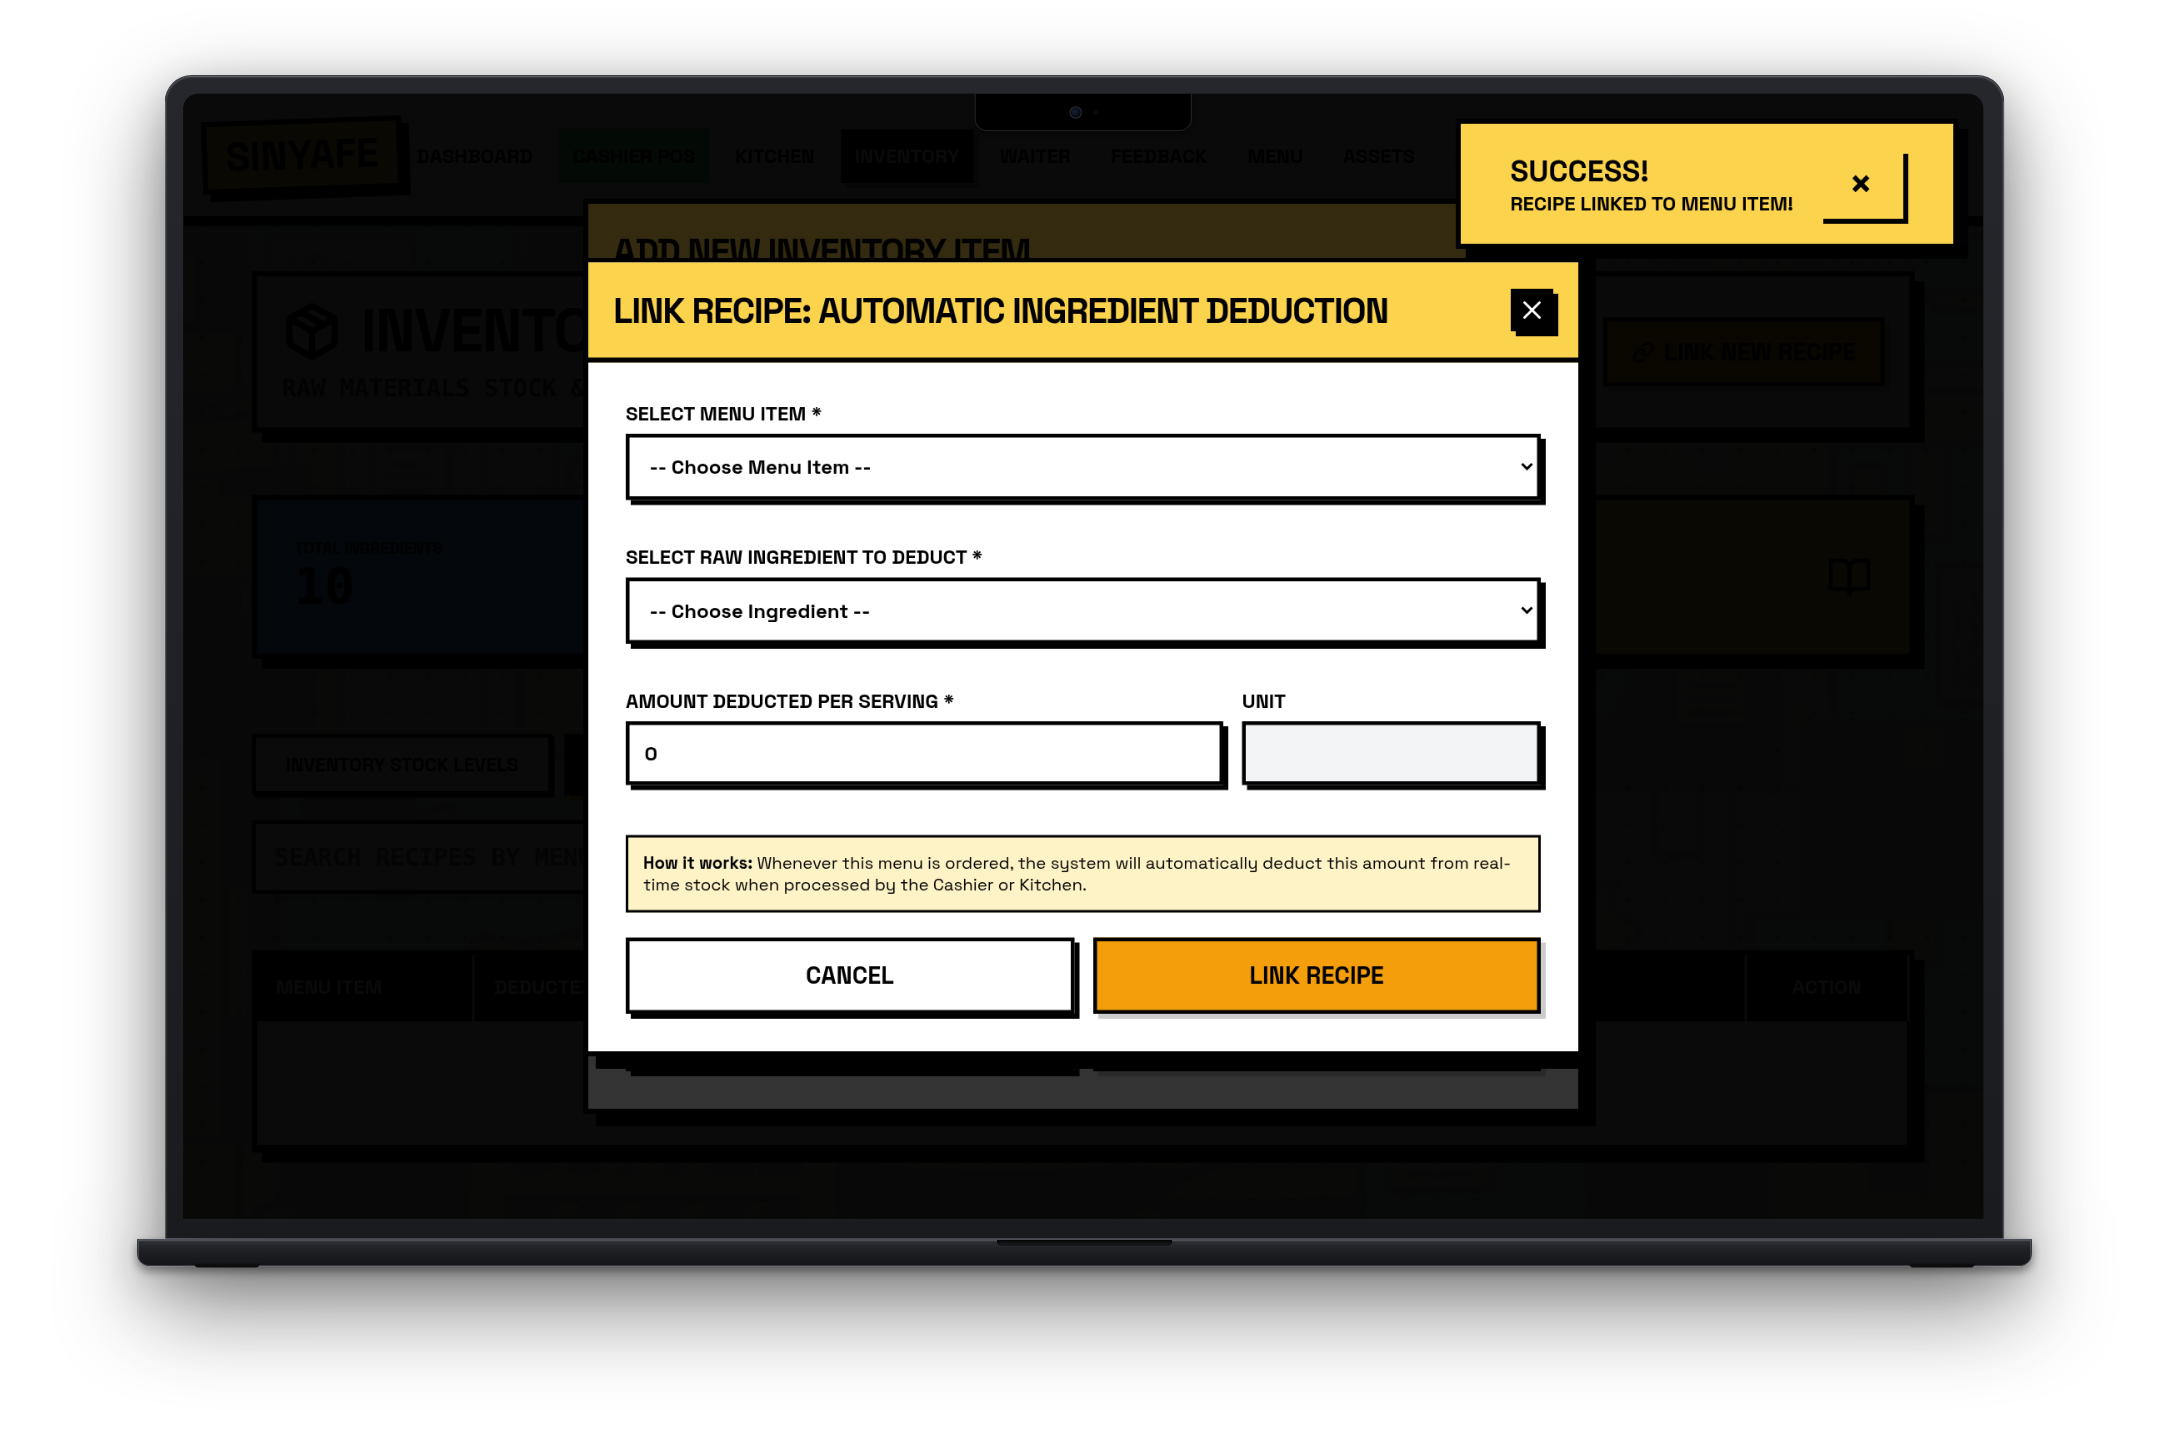 SINYAFE
DASHBOARD
CASHIER POS
KITCHEN
INVENTORY
WAITER
FEEDBACK
MENU
ASSETS
SUCCESS!
RECIPE LINKED TO MENU ITEM!
ADD NEW INVENTORY ITEM
LINK RECIPE: AUTOMATIC INGREDIENT DEDUCTION
INVENTO
RAW MATERIALS STOCK &
LINK NEW RECIPE
SELECT MENU ITEM *
-- Choose Menu Item --
TOTAL INGREDIENTS
10
SELECT RAW INGREDIENT TO DEDUCT *
-- Choose Ingredient --
AMOUNT DEDUCTED PER SERVING *
UNIT
0
INVENTORY STOCK LEVELS
SEARCH RECIPES BY MENU
How it works: Whenever this menu is ordered, the system will automatically deduct this amount from real-
time stock when processed by the Cashier or Kitchen.
CANCEL
LINK RECIPE
MENU ITEM
DEDUCTE
ACTION